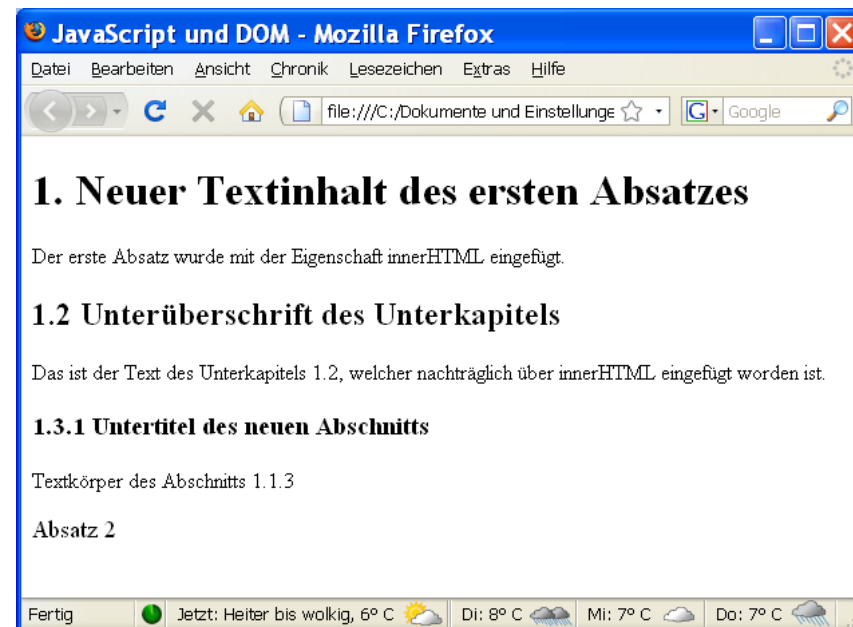 JavaScript und DOM - Mozilla Firefox
Datei Bearbeiten Ansicht Chronik Lesezeichen Extras Hilfe
file:///C:/Dokumente und Einstellunge G Google
1. Neuer Textinhalt des ersten Absatzes
Der erste Absatz wurde mit der Eigenschaft innerHTML eingefügt.
1.2 Unterüberschrift des Unterkapitels
Das ist der Text des Unterkapitels 1.2, welcher nachträglich über innerHTML eingefügt worden ist.
1.3.1 Untertitel des neuen Abschnitts
Textkörper des Abschnitts 1.1.3
Absatz 2
Fertig Jetzt: Heiter bis wolkig, 6° C Di: 8° C Mi: 7° C Do: 7° C